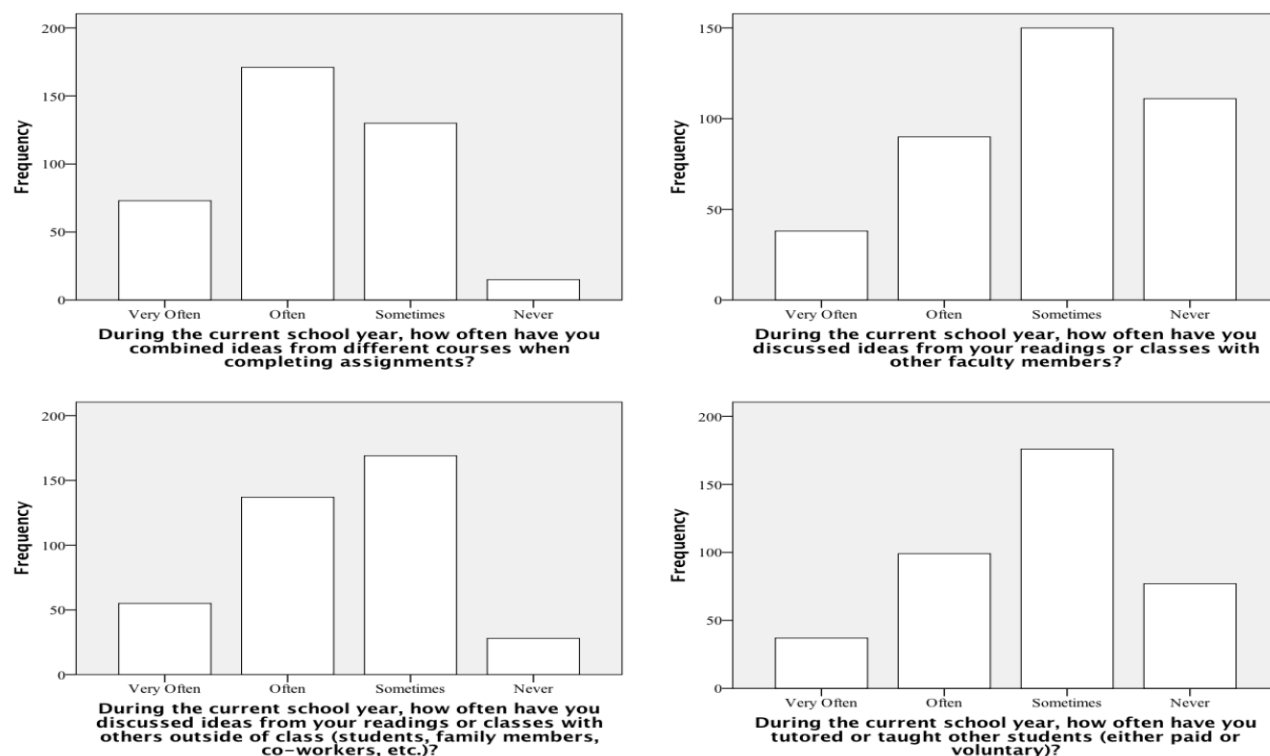 200
150
100
50
0
Frequency
Very Often
Often
Sometimes
Never
During the current school year, how often have you
combined ideas from different courses when
completing assignments?
150
100
50
0
Frequency
Very Often
Often
Sometimes
Never
During the current school year, how often have you
discussed ideas from your readings or classes with
other faculty members?
200
150
100
50
0
Frequency
Very Often
Often
Sometimes
Never
During the current school year, how often have you
discussed ideas from your readings or classes with
others outside of class (students, family members,
co-workers, etc.)?
200
150
100
50
0
Frequency
Very Often
Often
Sometimes
Never
During the current school year, how often have you
tutored or taught other students (either paid or
voluntary)?